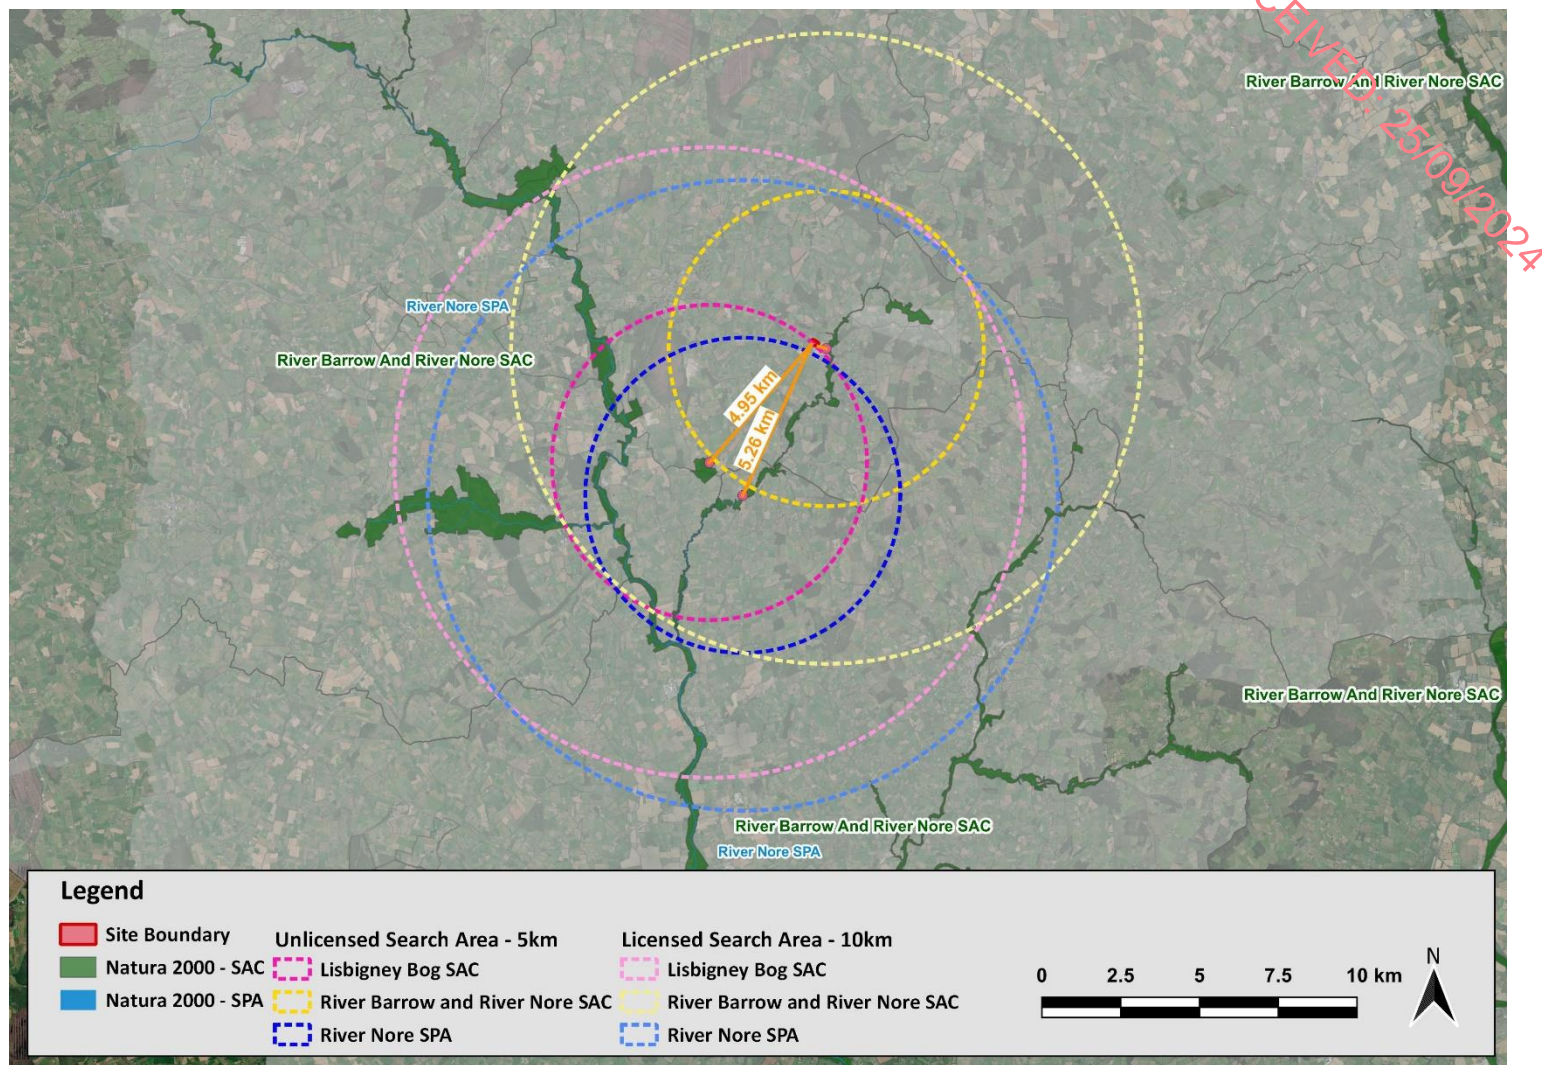 CEIVED: 25/09/2024
River Barrow And River Nore SAC
River Nore SPA
River Barrow And River Nore SAC
4.95 km
5.26 km
River Barrow And River Nore SAC
River Barrow And River Nore SAC
River Nore SPA
Legend
Site Boundary
Natura 2000 - SAC
Natura 2000 - SPA
Unlicensed Search Area - 5km
Lisbigney Bog SAC
River Barrow and River Nore SAC
River Nore SPA
Licensed Search Area - 10km
Lisbigney Bog SAC
River Barrow and River Nore SAC
River Nore SPA
0 2.5 5 7.5 10 km
N